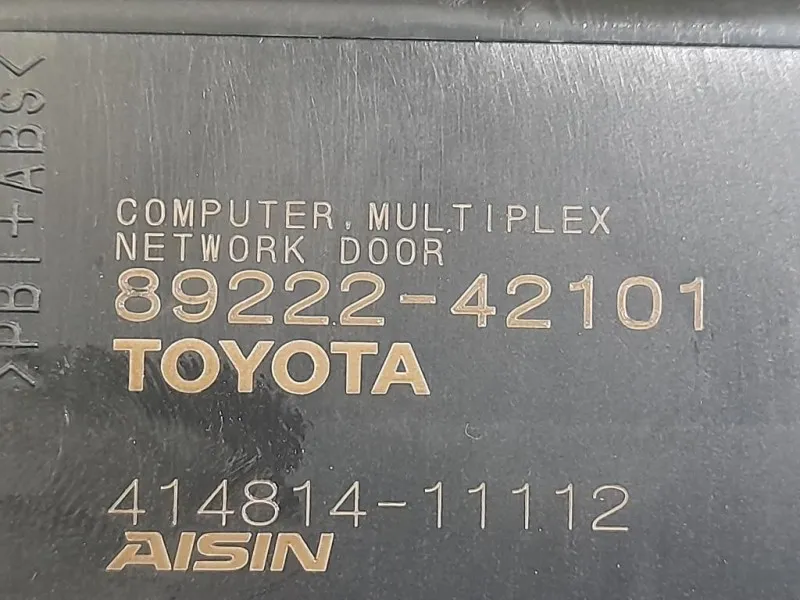 >PBT+ABS<
COMPUTER, MULTIPLEX
NETWORK DOOR
89222-42101
TOYOTA
414814-11112
AISIN